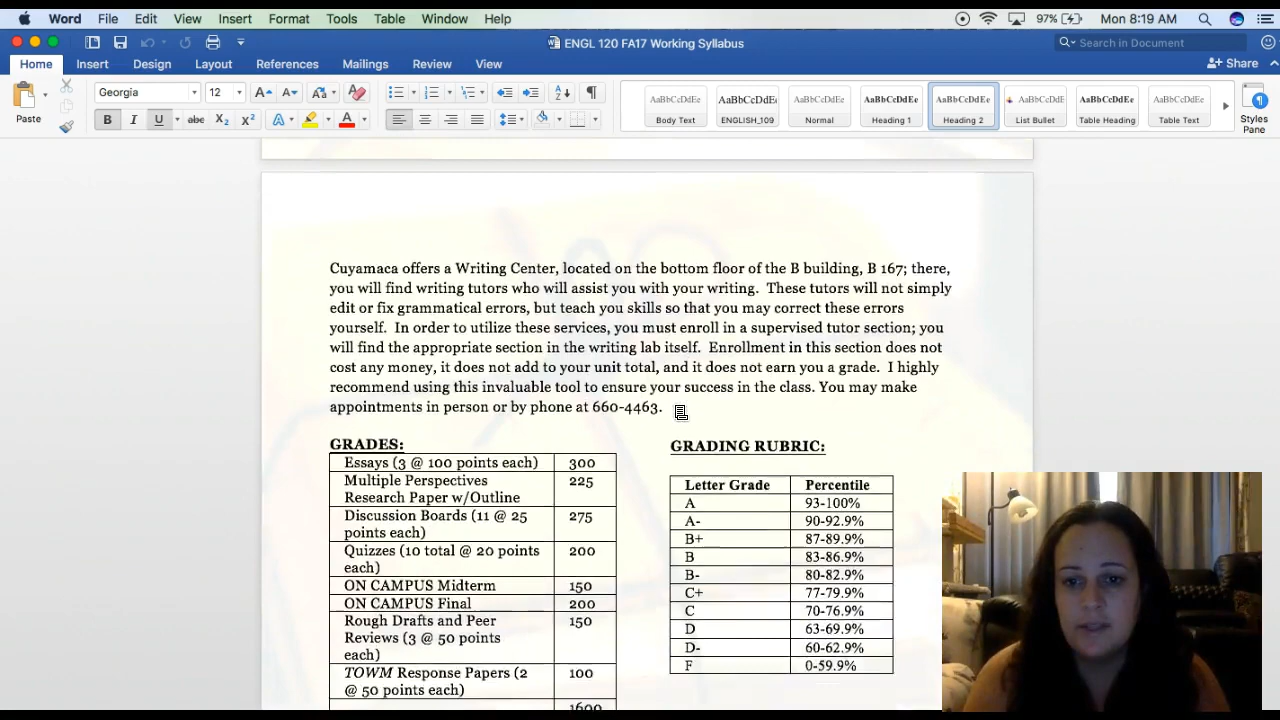 Word File Edit View Insert Format Tools Table Window Help 97% Mon 8:19 AM
ENGL 120 FA17 Working Syllabus Search in Document
Home Insert Design Layout References Mailings Review View Share
Georgia 12 AaBbCcDdEe AaBbCcDdEe AaBbCcDdEe AaBbCcDdEe AaBbCcDdEe AaBbCcDdE AaBbCcDdEe AaBbCcDdEe
Paste Body Text ENGLISH_109 Normal Heading 1 Heading 2 List Bullet Table Heading Table Text Styles Pane
Cuyamaca offers a Writing Center, located on the bottom floor of the B building, B 167; there,
you will find writing tutors who will assist you with your writing.  These tutors will not simply
edit or fix grammatical errors, but teach you skills so that you may correct these errors
yourself.  In order to utilize these services, you must enroll in a supervised tutor section; you
will find the appropriate section in the writing lab itself.  Enrollment in this section does not
cost any money, it does not add to your unit total, and it does not earn you a grade.  I highly
recommend using this invaluable tool to ensure your success in the class. You may make
appointments in person or by phone at 660-4463.
GRADES:
Essays (3 @ 100 points each) 300
Multiple Perspectives 225
Research Paper w/Outline
Discussion Boards (11 @ 25 275
points each)
Quizzes (10 total @ 20 points 200
each)
ON CAMPUS Midterm 150
ON CAMPUS Final 200
Rough Drafts and Peer 150
Reviews (3 @ 50 points
each)
TOWM Response Papers (2 100
@ 50 points each)
1600
GRADING RUBRIC:
Letter Grade Percentile
A 93-100%
A- 90-92.9%
B+ 87-89.9%
B 83-86.9%
B- 80-82.9%
C+ 77-79.9%
C 70-76.9%
D 63-69.9%
D- 60-62.9%
F 0-59.9%